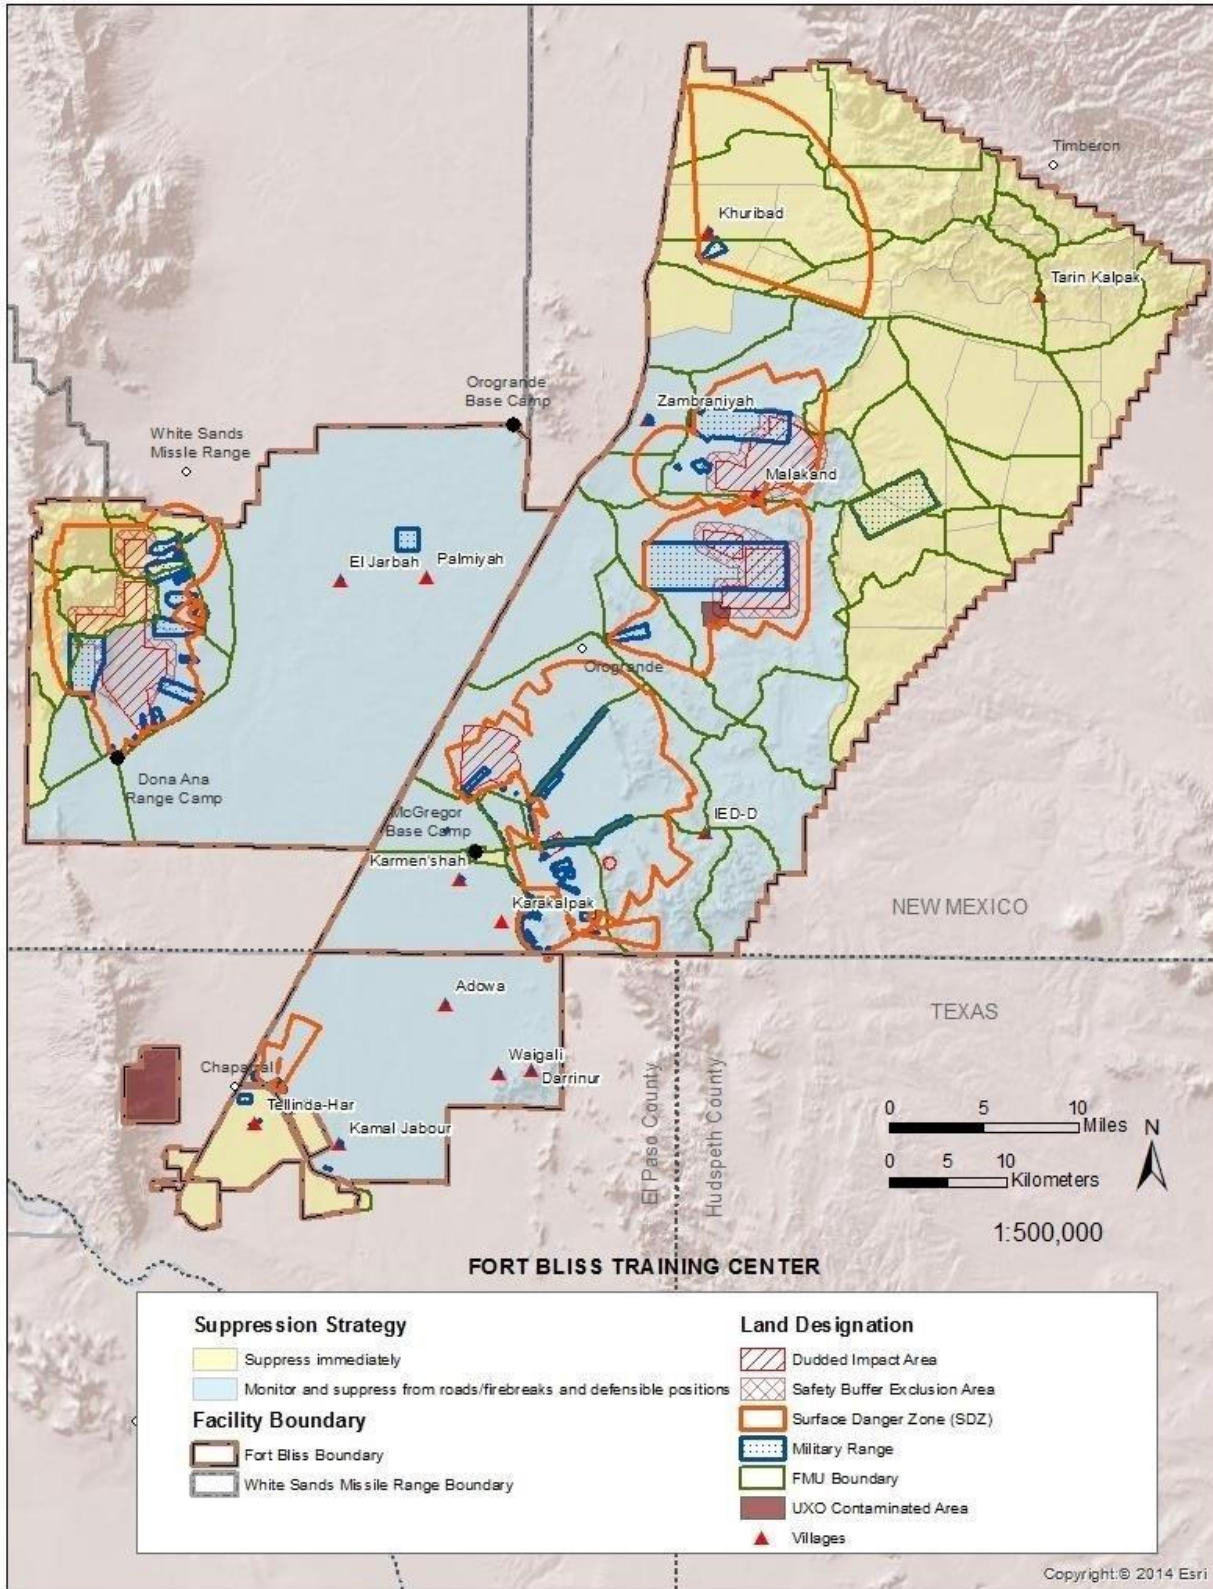 Timberon
Khuribad
Tarin Kalpak
Orogrande
Base Camp
Zambraniyah
White Sands
Missle Range
Malakand
El Jarbah
Palmiyah
Orogrande
Dona Ana
Range Camp
McGregor
Base Camp
IED-D
Karmen'shah
Karakalpak
NEW MEXICO
Adowa
TEXAS
Waigali
Darrinur
Chaparral
Tellinda-Har
Kamal Jabour
El Paso County
Hudspeth County
0 5 10
Miles
N
0 5 10
Kilometers
1:500,000
FORT BLISS TRAINING CENTER
Suppression Strategy
Suppress immediately
Monitor and suppress from roads/firebreaks and defensible positions
Facility Boundary
Fort Bliss Boundary
White Sands Missile Range Boundary
Land Designation
Dudded Impact Area
Safety Buffer Exclusion Area
Surface Danger Zone (SDZ)
Military Range
FMU Boundary
UXO Contaminated Area
Villages
Copyright:© 2014 Esri